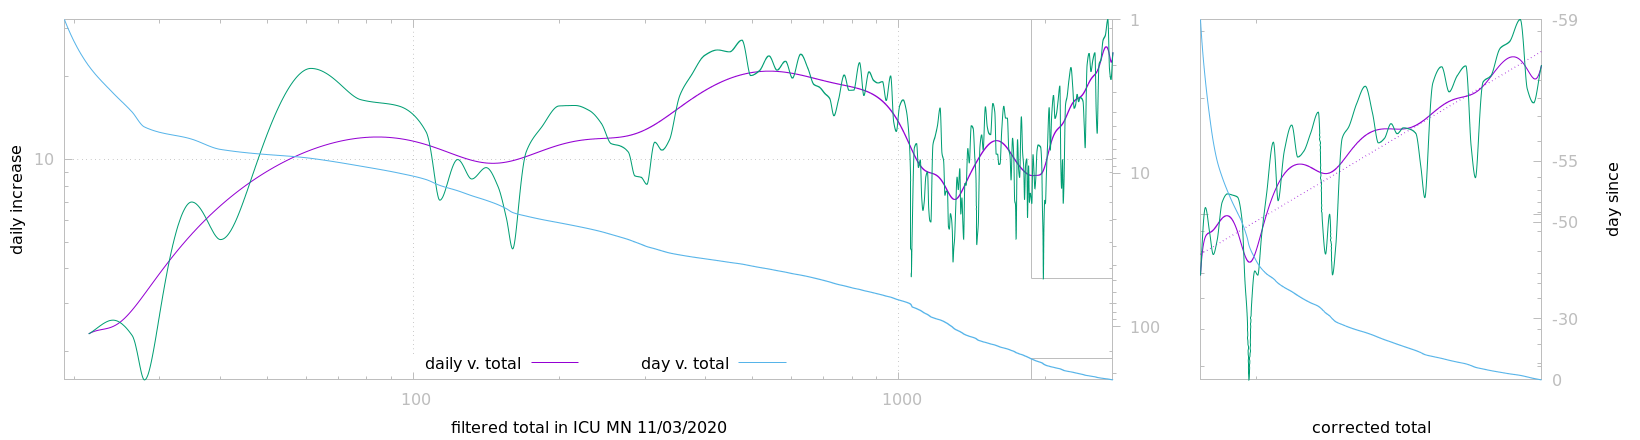 1
-59
10
10
-55
-50
-30
100
0
daily increase
day since
daily v. total
day v. total
100
1000
filtered total in ICU MN 11/03/2020
corrected total